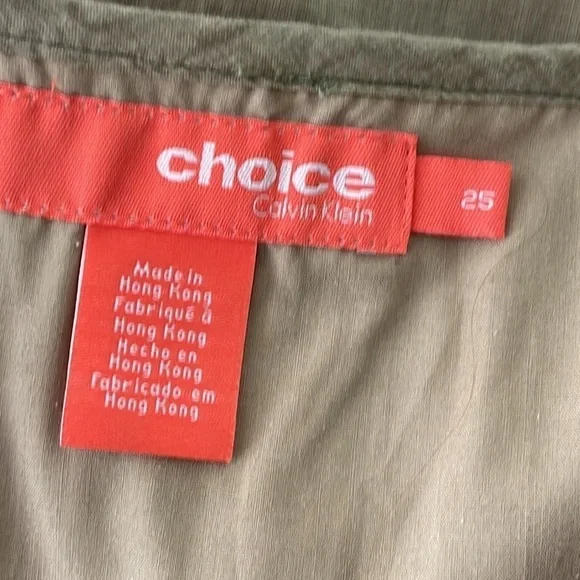 choice
Calvin Klein
25
Made in
Hong Kong
Fabriqué à
Hong Kong
Hecho en
Hong Kong
Fabricado em
Hong Kong